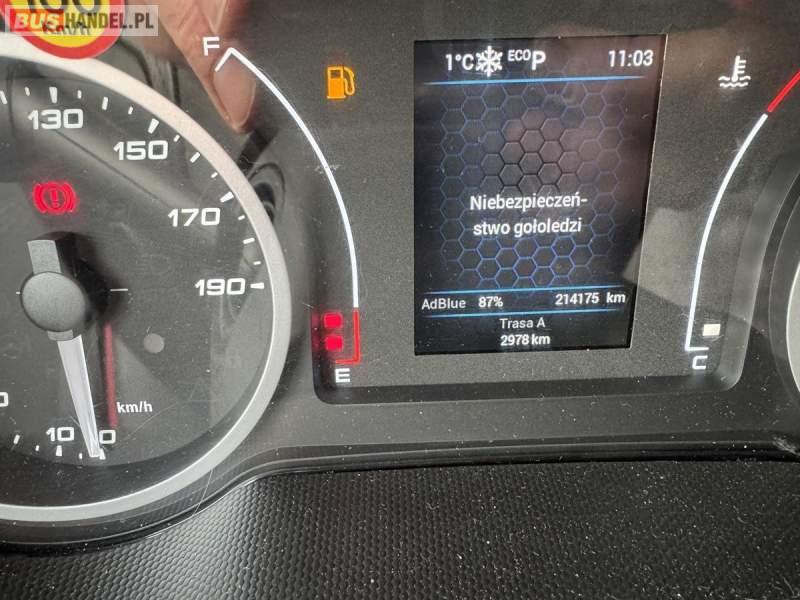 BUSHANDEL.PL
Km/h
F
1°C ECO P 11:03
130
150
170
190
Niebezpieczeń-
stwo gołoledzi
AdBlue 87% 214175 km
Trasa A
2978 km
E
C
km/h
10
0